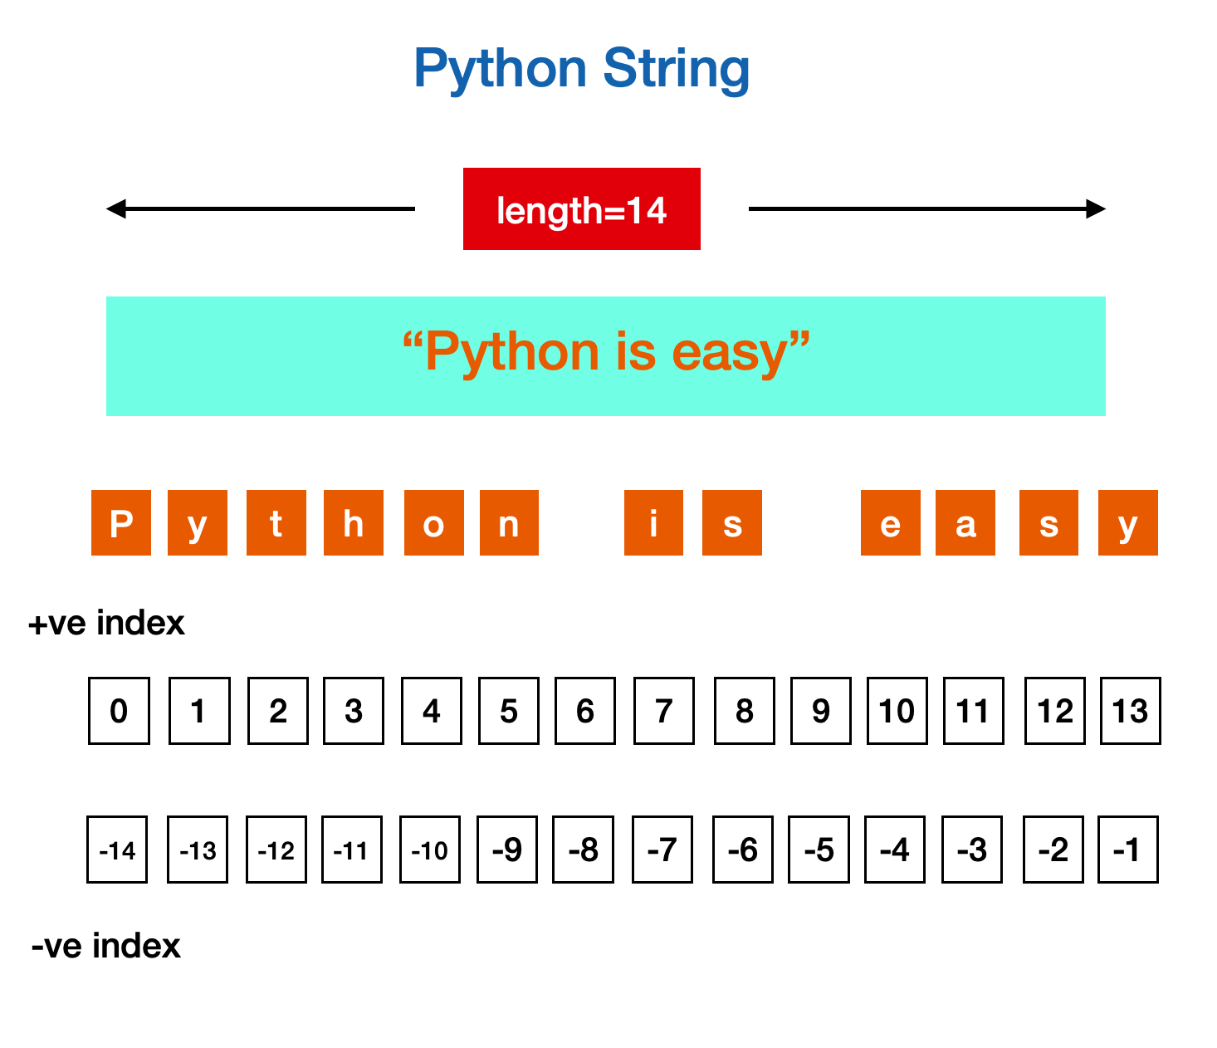 Python String
length=14
“Python is easy”
P y t h o n i s e a s y
+ve index
0 1 2 3 4 5 6 7 8 9 10 11 12 13
-14 -13 -12 -11 -10 -9 -8 -7 -6 -5 -4 -3 -2 -1
-ve index